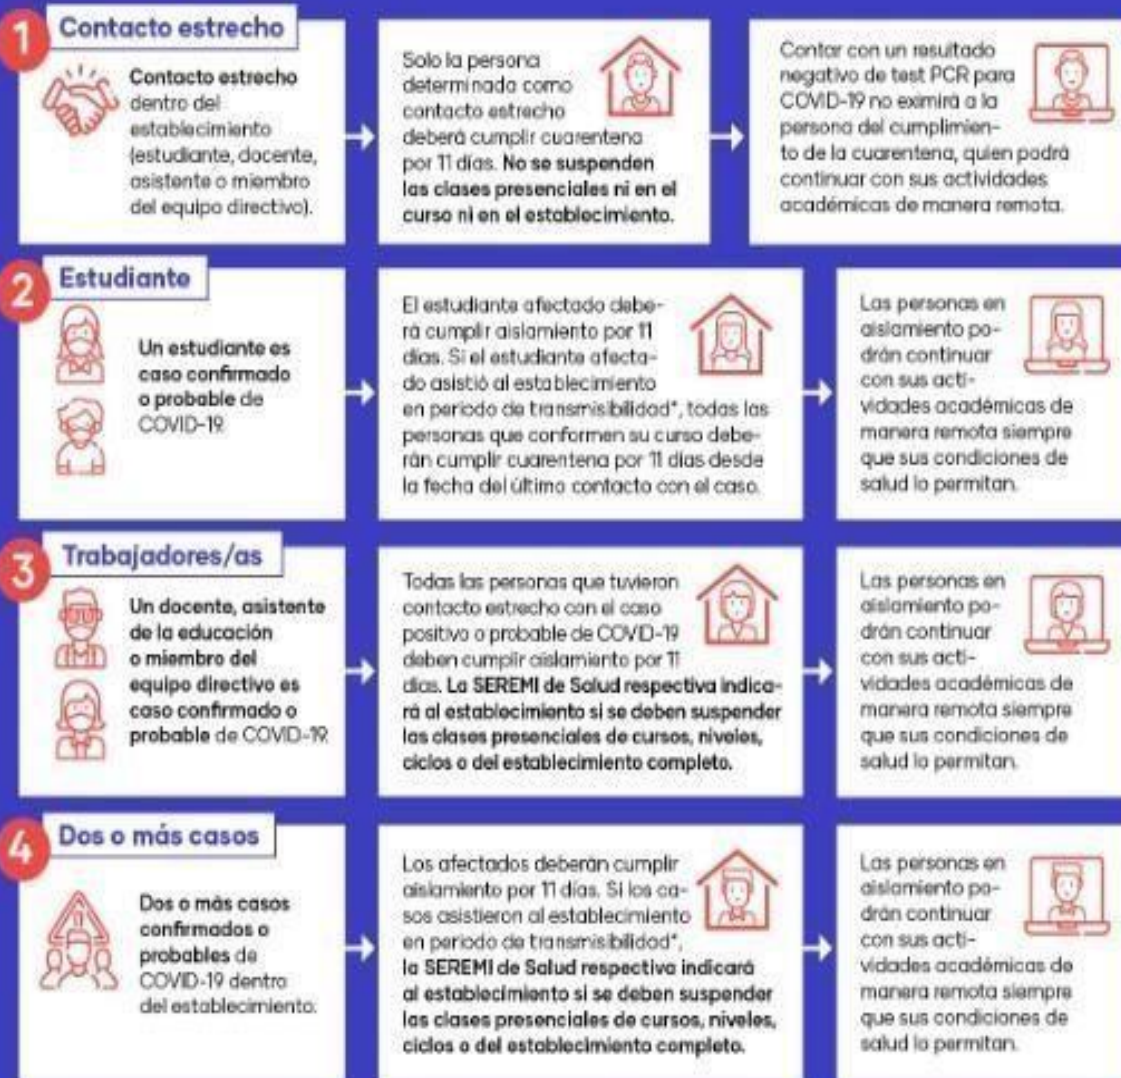 1
Contacto estrecho
Contacto estrecho
dentro del
establecimiento
(estudiante, docente,
asistente o miembro
del equipo directivo).
Solo la persona
determinada como
contacto estrecho
deberá cumplir cuarentena
por 11 días. No se suspenden
las clases presenciales ni en el
curso ni en el establecimiento.
Contar con un resultado
negativo de test PCR para
COVID-19 no eximirá a la
persona del cumplimien-
to de la cuarentena, quien podrá
continuar con sus actividades
académicas de manera remota.
2
Estudiante
Un estudiante es
caso confirmado
o probable de
COVID-19.
El estudiante afectado debe-
rá cumplir aislamiento por 11
días. Si el estudiante afecta-
do asistió al establecimiento
en periodo de transmisibilidad*, todas las
personas que conformen su curso debe-
rán cumplir cuarentena por 11 días desde
la fecha del último contacto con el caso.
Las personas en
aislamiento po-
drán continuar
con sus acti-
vidades académicas de
manera remota siempre
que sus condiciones de
salud lo permitan.
3
Trabajadores/as
Un docente, asistente
de la educación
o miembro del
equipo directivo es
caso confirmado o
probable de COVID-19.
Todas las personas que tuvieron
contacto estrecho con el caso
positivo o probable de COVID-19
deben cumplir aislamiento por 11
días. La SEREMI de Salud respectiva indica-
rá al establecimiento si se deben suspender
las clases presenciales de cursos, niveles,
ciclos o del establecimiento completo.
Las personas en
aislamiento po-
drán continuar
con sus acti-
vidades académicas de
manera remota siempre
que sus condiciones de
salud lo permitan.
4
Dos o más casos
Dos o más casos
confirmados o
probables de
COVID-19 dentro
del establecimiento.
Los afectados deberán cumplir
aislamiento por 11 días. Si los ca-
sos asistieron al establecimiento
en periodo de transmisibilidad*,
la SEREMI de Salud respectiva indicará
al establecimiento si se deben suspender
las clases presenciales de cursos, niveles,
ciclos o del establecimiento completo.
Las personas en
aislamiento po-
drán continuar
con sus acti-
vidades académicas de
manera remota siempre
que sus condiciones de
salud lo permitan.